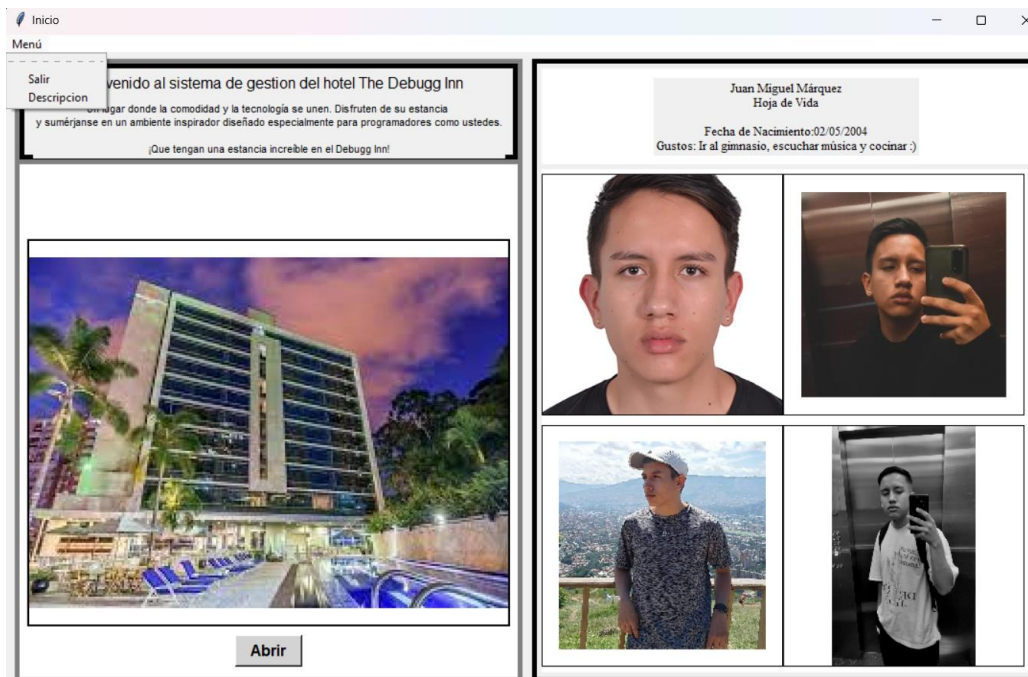 Inicio
Menú
Salir
Descripcion
venido al sistema de gestion del hotel The Debugg Inn
lugar donde la comodidad y la tecnología se unen. Disfruten de su estancia
y sumérjanse en un ambiente inspirador diseñado especialmente para programadores como ustedes.
¡Que tengan una estancia increíble en el Debugg Inn!
Abrir
Juan Miguel Márquez
Hoja de Vida
Fecha de Nacimiento:02/05/2004
Gustos: Ir al gimnasio, escuchar música y cocinar :)